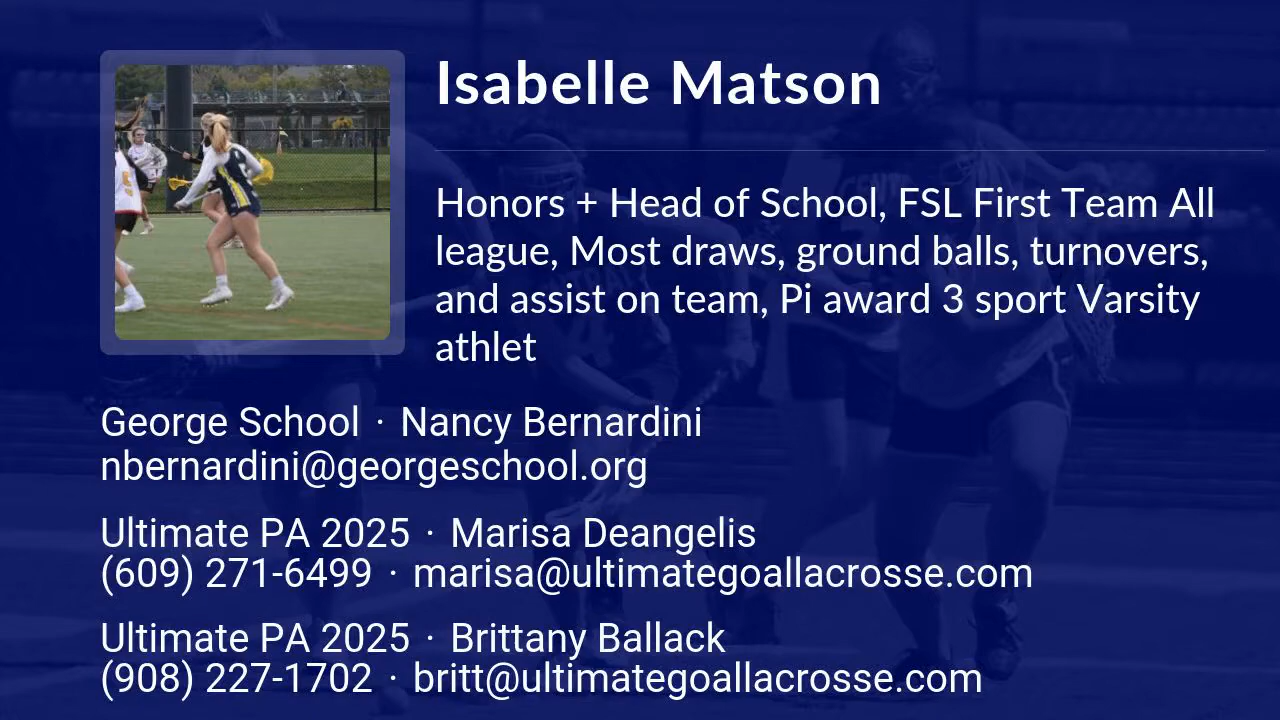 Isabelle Matson
Honors + Head of School, FSL First Team All
league, Most draws, ground balls, turnovers,
and assist on team, Pi award 3 sport Varsity
athlet
George School · Nancy Bernardini
nbernardini@georgeschool.org
Ultimate PA 2025 · Marisa Deangelis
(609) 271-6499 · marisa@ultimategoallacrosse.com
Ultimate PA 2025 · Brittany Ballack
(908) 227-1702 · britt@ultimategoallacrosse.com